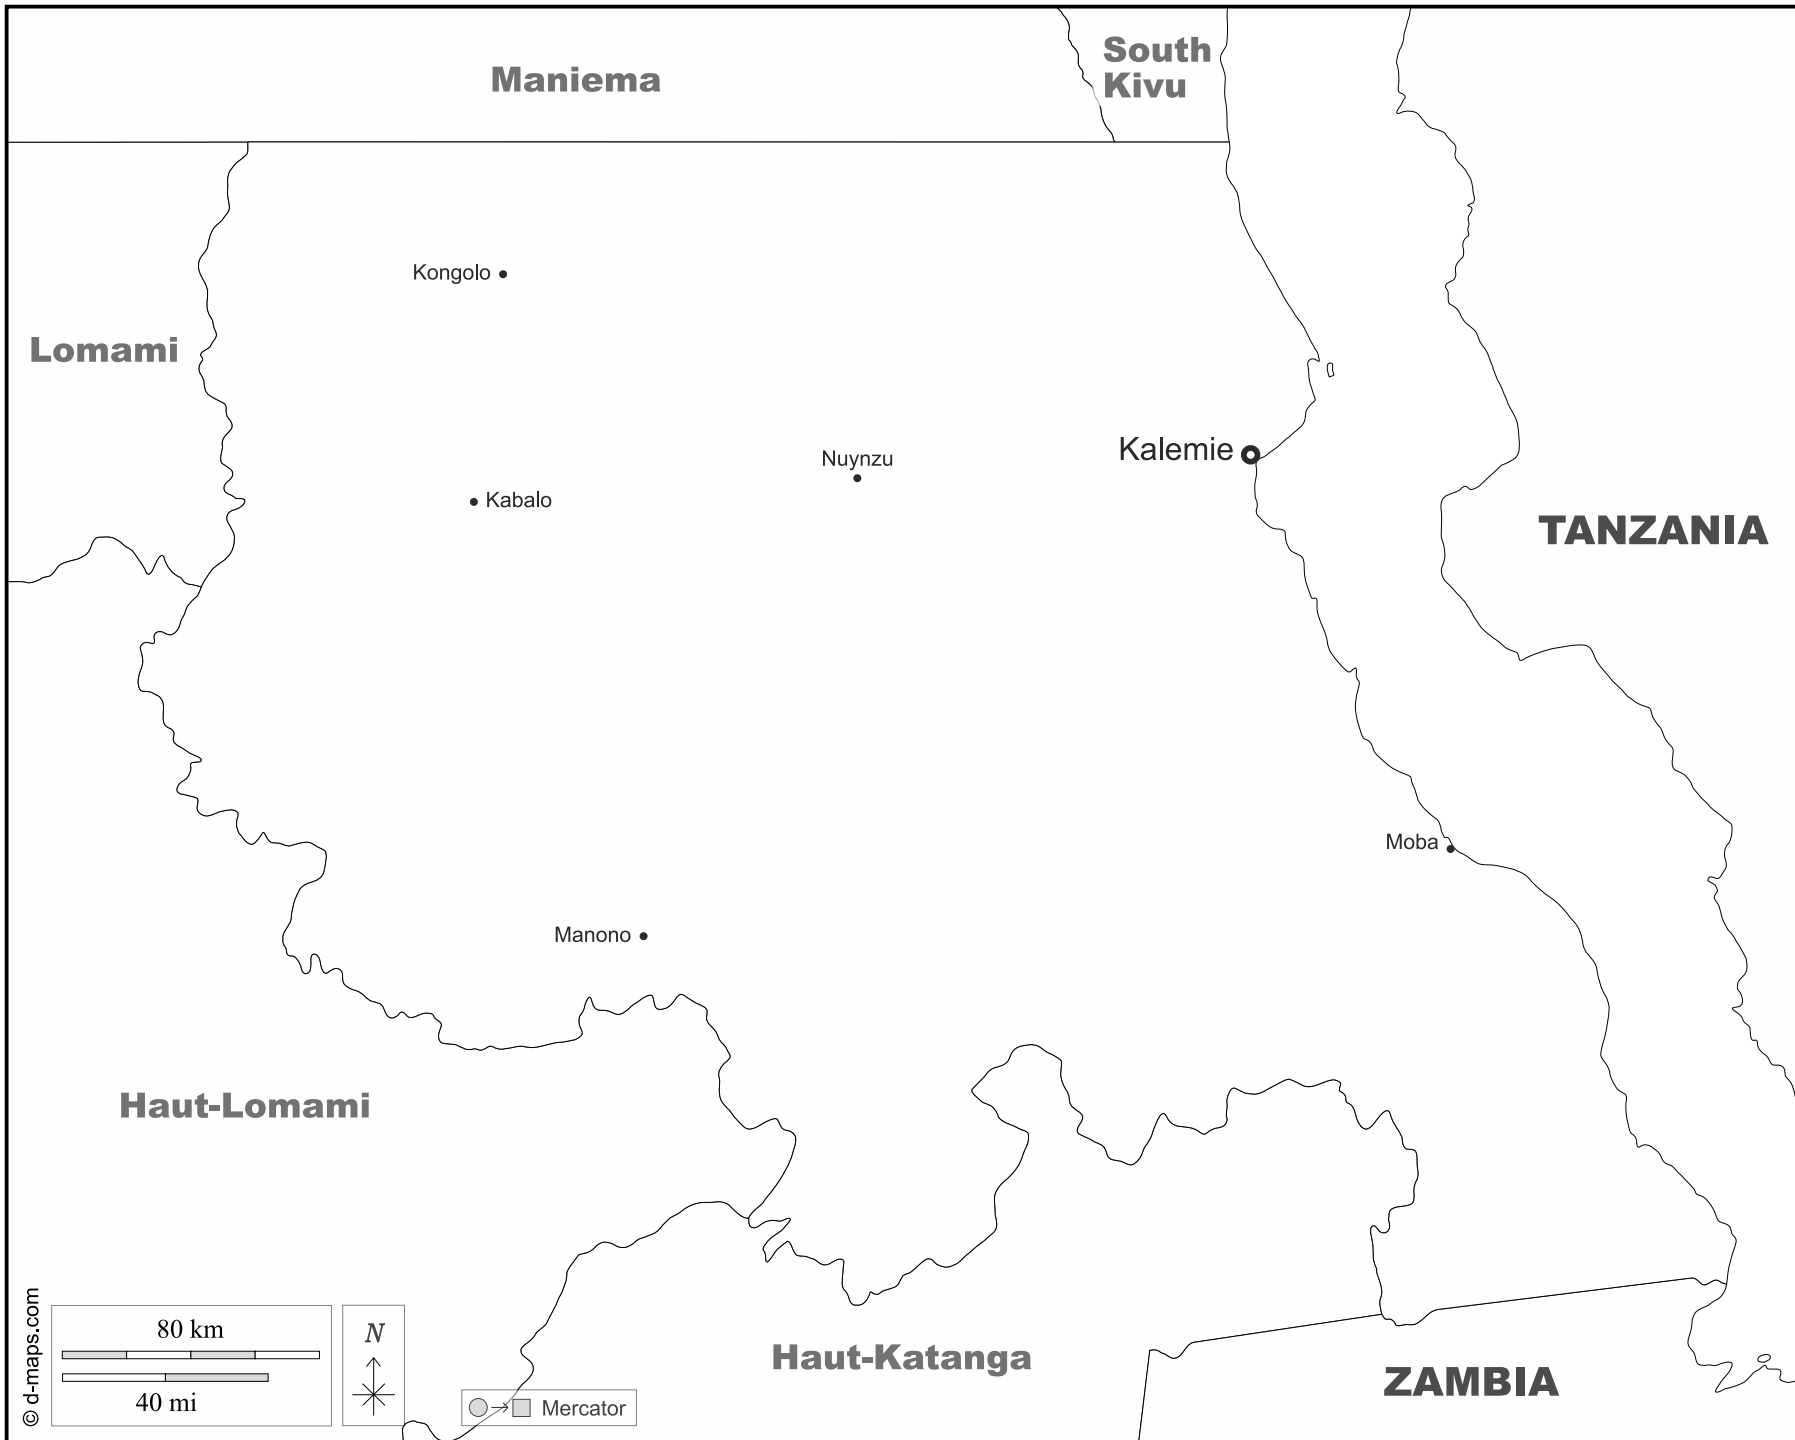 Maniema
South
Kivu
Kongolo
Lomami
Kalemie
Nuynzu
Kabalo
TANZANIA
Moba
Manono
Haut-Lomami
Haut-Katanga
ZAMBIA
© d-maps.com
80 km
40 mi
N
Mercator